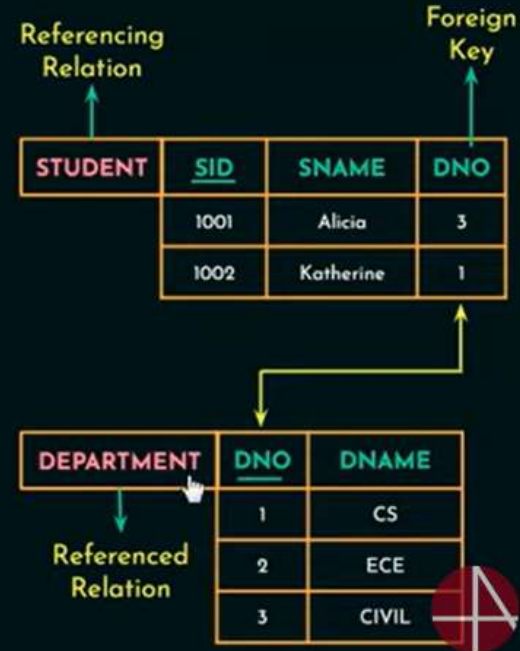 Referencing
Relation
Foreign
Key
STUDENT SID SNAME DNO
1001 Alicia 3
1002 Katherine 1
DEPARTMENT DNO DNAME
1 CS
2 ECE
3 CIVIL
Referenced
Relation